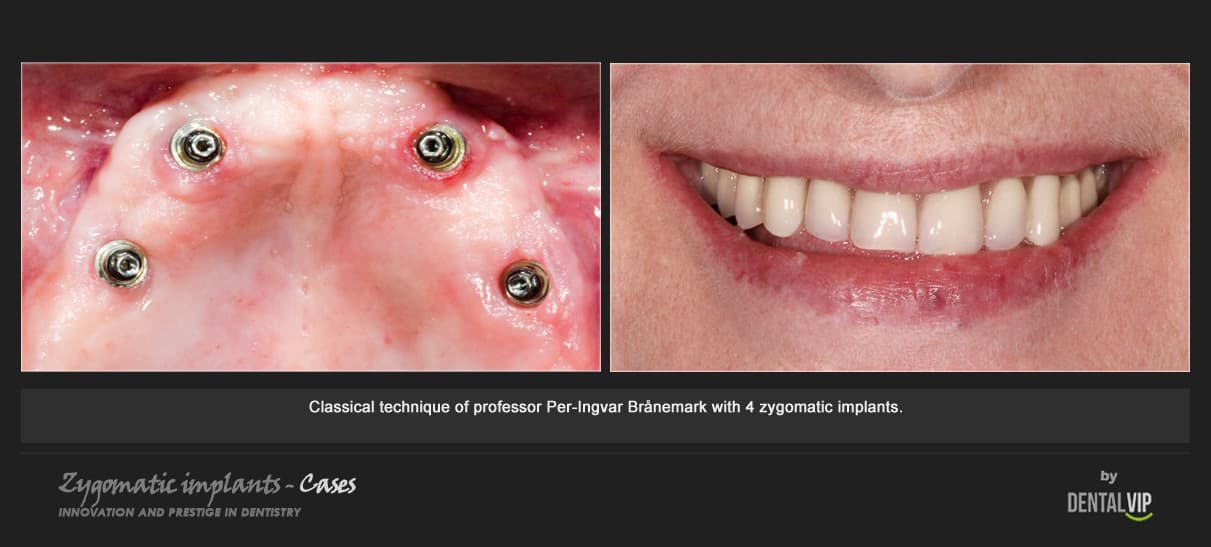 Classical technique of professor Per-Ingvar Brånemark with 4 zygomatic implants.
Zygomatic implants - Cases
INNOVATION AND PRESTIGE IN DENTISTRY
by
DENTALVIP